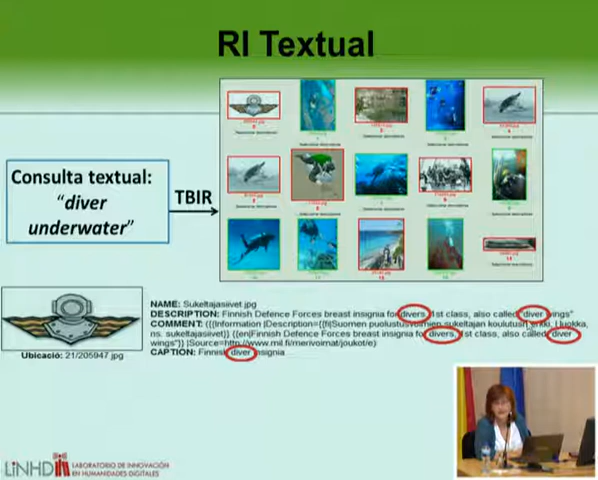 RI Textual
Consulta textual:
"diver
underwater"
TBIR
NAME: Sukeltajasiivet.jpg
DESCRIPTION: Finnish Defence Forces breast insignia for divers, 1st class, also called diver wings"
COMMENT: ({{Information |Description={{fi|Suomen puolustusvoimien sukeltajan koulutusmerkki, I luokka,
ns. sukeltajasiivet}} {{en|Finnish Defence Forces breast insignia for divers, 1st class, also called diver
wings"}} |Source=http://www.mil.fi/merivoimat/joukot/e)
CAPTION: Finnish diver insignia
Ubicació: 21/205947.jpg
LINHD
LABORATORIO DE INNOVACIÓN
EN HUMANIDADES DIGITALES